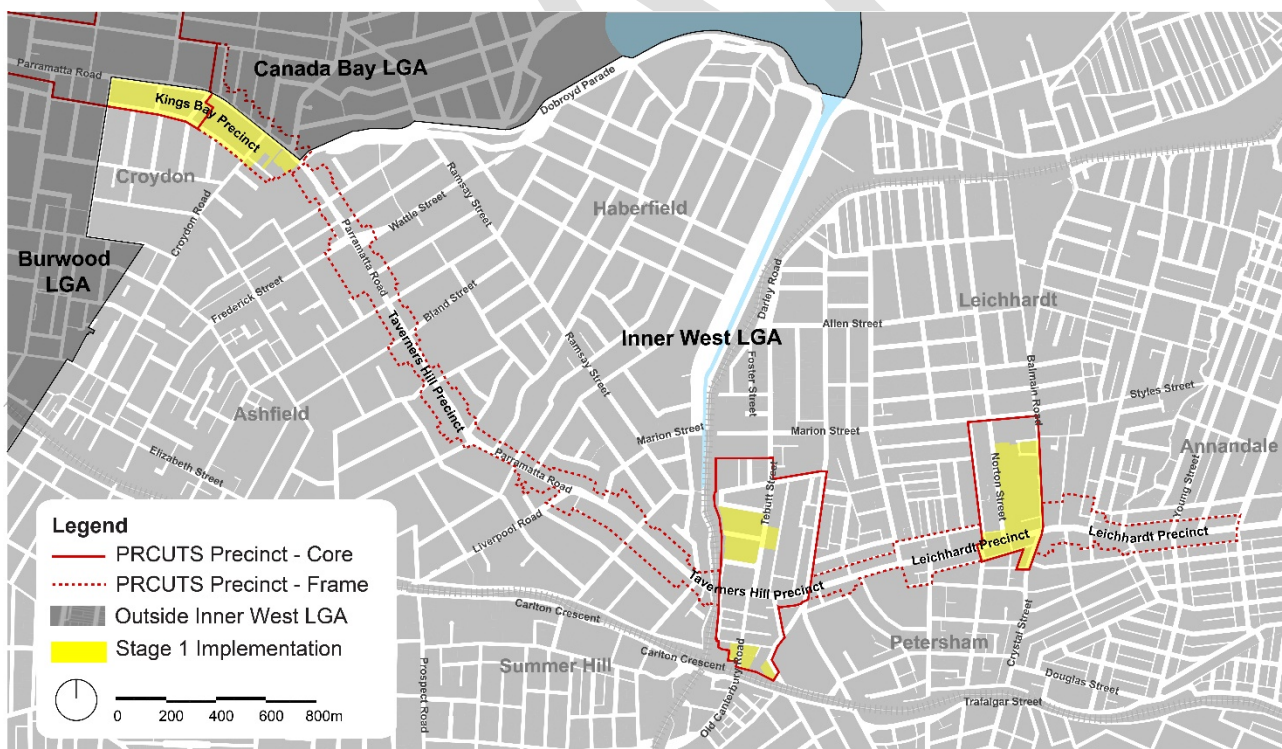 Canada Bay LGA
Parramatta Road
Kings Bay Precinct
Dobroyd Parade
Croydon
Croydon Road
Ramsay Street
Wattle Street
Haberfield
Burwood
LGA
Parramatta Road
Frederick Street
Bland Street
Darley Road
Leichhardt
Inner West LGA
Allen Street
Foster Street
Balmain Road
Taverners Hill Precinct
Ramsay Street
Styles Street
Ashfield
Marion Street
Marion Street
Annandale
Elizabeth Street
Parramatta Road
Tebutt Street
Norton Street
Young Street
Liverpool Road
Leichhardt Precinct
Leichhardt Precinct
Taverners Hill Precinct
Carlton Crescent
Petersham
Crystal Street
Summer Hill
Carlton Crescent
Old Canterbury Road
Prospect Road
Douglas Street
Trafalgar Street
Legend
PRCUTS Precinct - Core
PRCUTS Precinct - Frame
Outside Inner West LGA
Stage 1 Implementation
0 200 400 600 800m